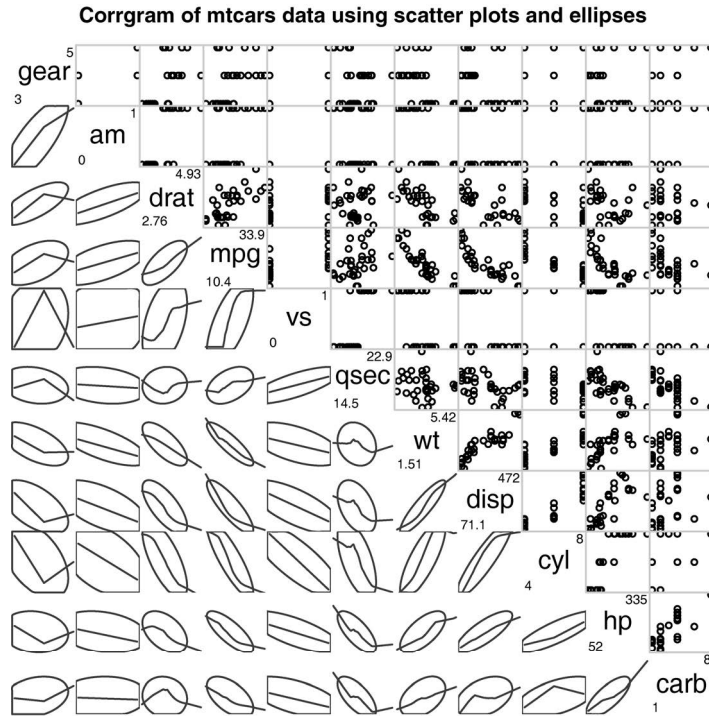 Corrgram of mtcars data using scatter plots and ellipses
5
gear
3
1
am
0
4.93
drat
2.76
33.9
mpg
10.4
1
vs
0
22.9
qsec
14.5
5.42
wt
1.51
472
disp
71.1
8
cyl
4
335
hp
52
8
carb
1